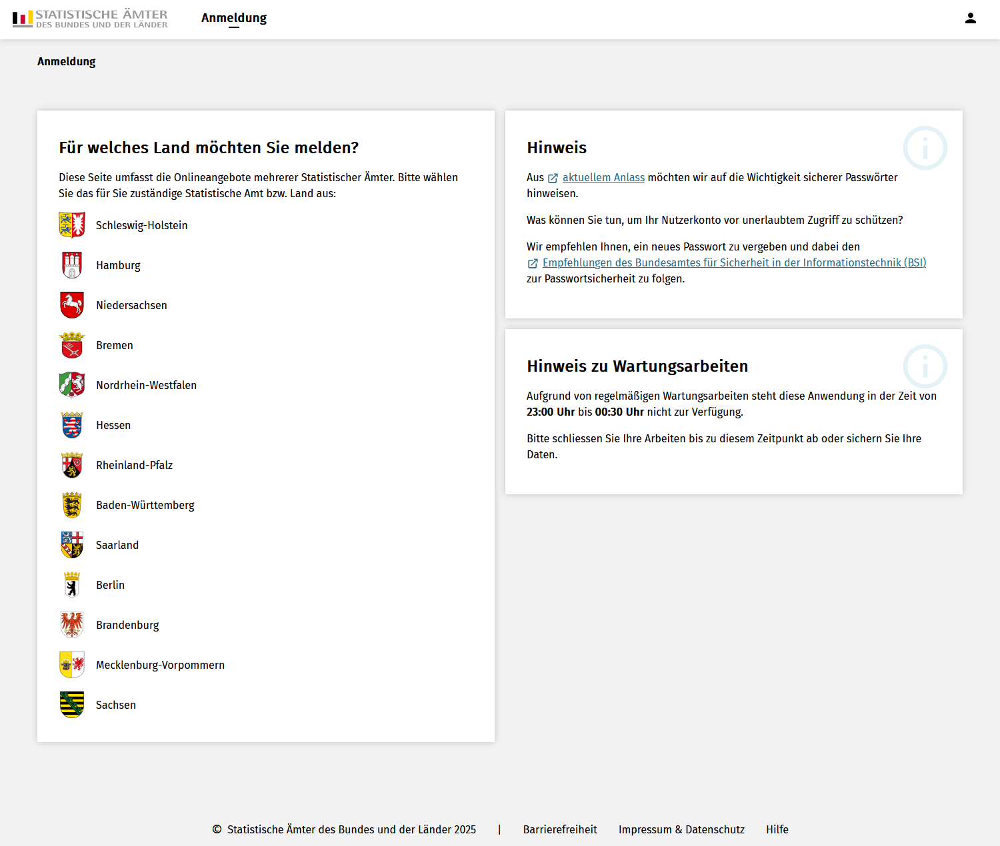 STATISTISCHE ÄMTER
DES BUNDES UND DER LÄNDER
Anmeldung
Anmeldung
Für welches Land möchten Sie melden?
Diese Seite umfasst die Onlineangebote mehrerer Statistischer Ämter. Bitte wählen
Sie das für Sie zuständige Statistische Amt bzw. Land aus:
Schleswig-Holstein
Hamburg
Niedersachsen
Bremen
Nordrhein-Westfalen
Hessen
Rheinland-Pfalz
Baden-Württemberg
Saarland
Berlin
Brandenburg
Mecklenburg-Vorpommern
Sachsen
Hinweis
Aus aktuellem Anlass möchten wir auf die Wichtigkeit sicherer Passwörter
hinweisen.
Was können Sie tun, um Ihr Nutzerkonto vor unerlaubtem Zugriff zu schützen?
Wir empfehlen Ihnen, ein neues Passwort zu vergeben und dabei den
Empfehlungen des Bundesamtes für Sicherheit in der Informationstechnik (BSI)
zur Passwortsicherheit zu folgen.
Hinweis zu Wartungsarbeiten
Aufgrund von regelmäßigen Wartungsarbeiten steht diese Anwendung in der Zeit von
23:00 Uhr bis 00:30 Uhr nicht zur Verfügung.
Bitte schliessen Sie Ihre Arbeiten bis zu diesem Zeitpunkt ab oder sichern Sie Ihre
Daten.
© Statistische Ämter des Bundes und der Länder 2025 | Barrierefreiheit Impressum & Datenschutz Hilfe